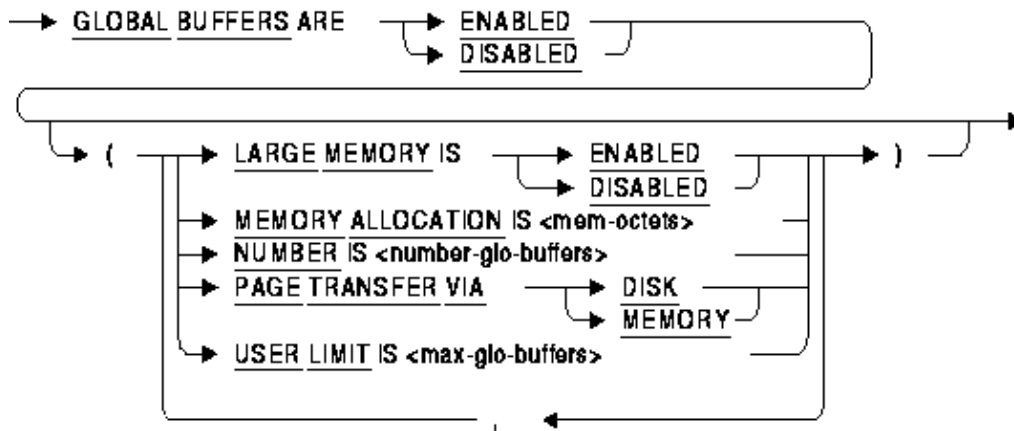 GLOBAL BUFFERS ARE ENABLED
DISABLED
( LARGE MEMORY IS ENABLED )
DISABLED
MEMORY ALLOCATION IS <mem-octets>
NUMBER IS <number-glo-buffers>
PAGE TRANSFER VIA DISK
MEMORY
USER LIMIT IS <max-glo-buffers>
,